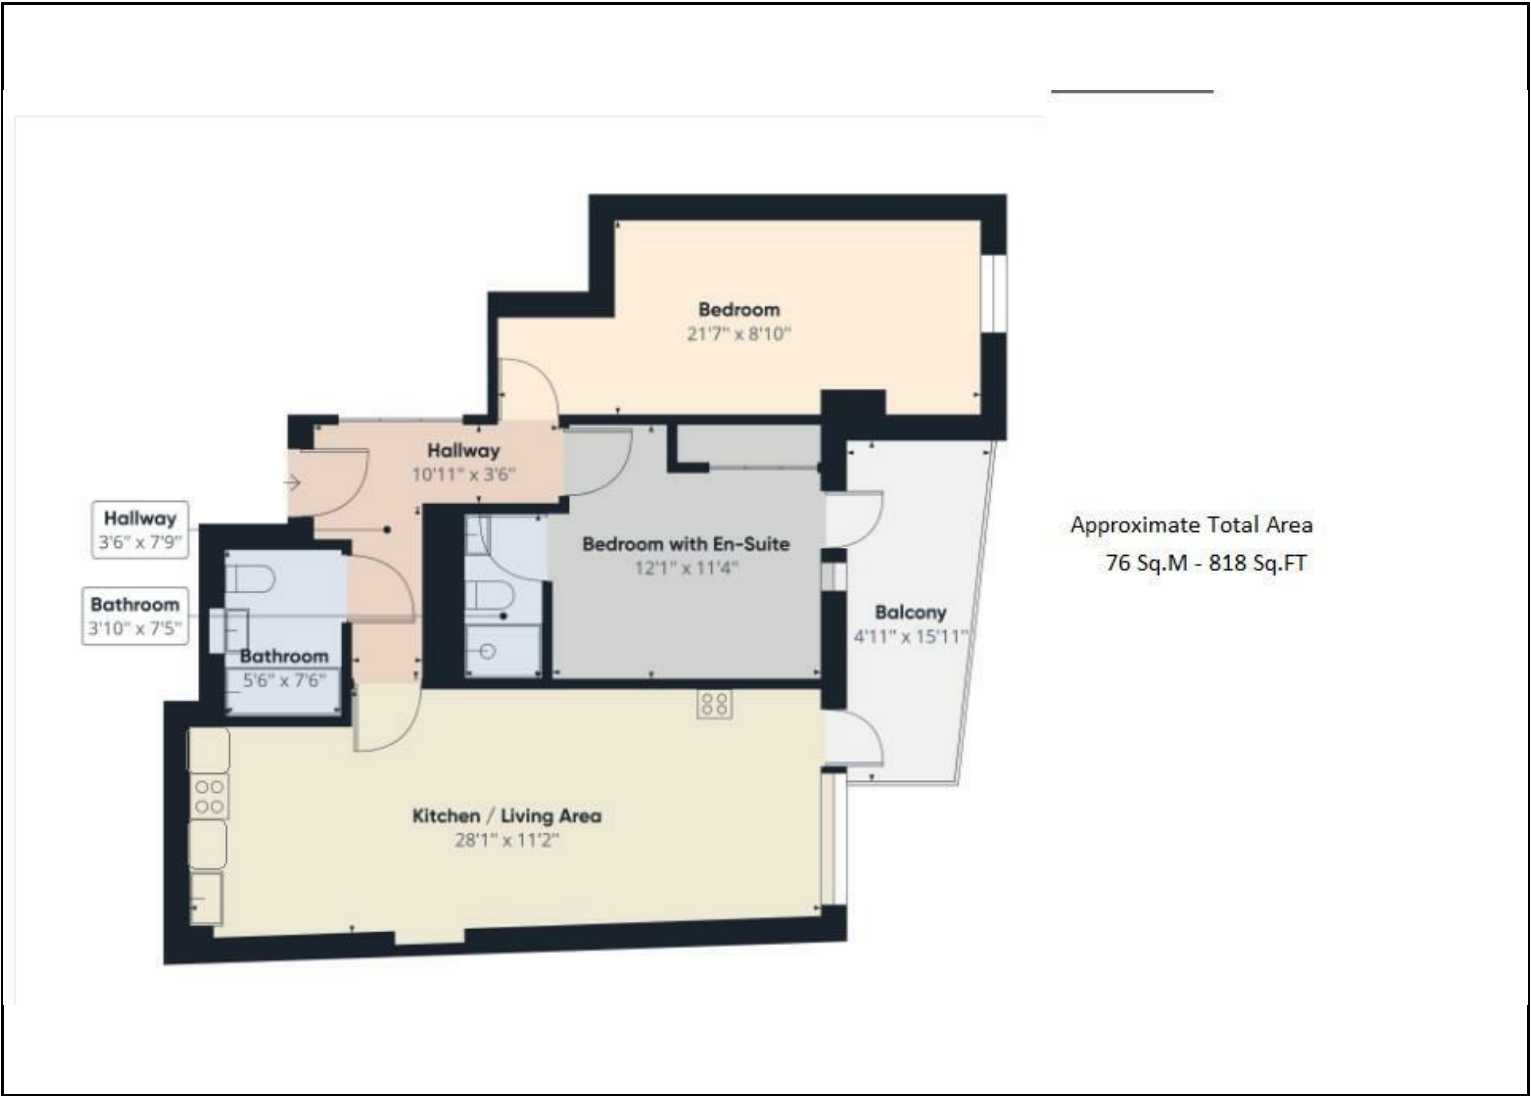 Bedroom
21'7" x 8'10"
Hallway
10'11" x 3'6"
Hallway
3'6" x 7'9"
Bathroom
3'10" x 7'5"
Bedroom with En-Suite
12'1" x 11'4"
Balcony
4'11" x 15'11"
Bathroom
5'6" x 7'6"
Kitchen / Living Area
28'1" x 11'2"
Approximate Total Area
76 Sq.M - 818 Sq.FT